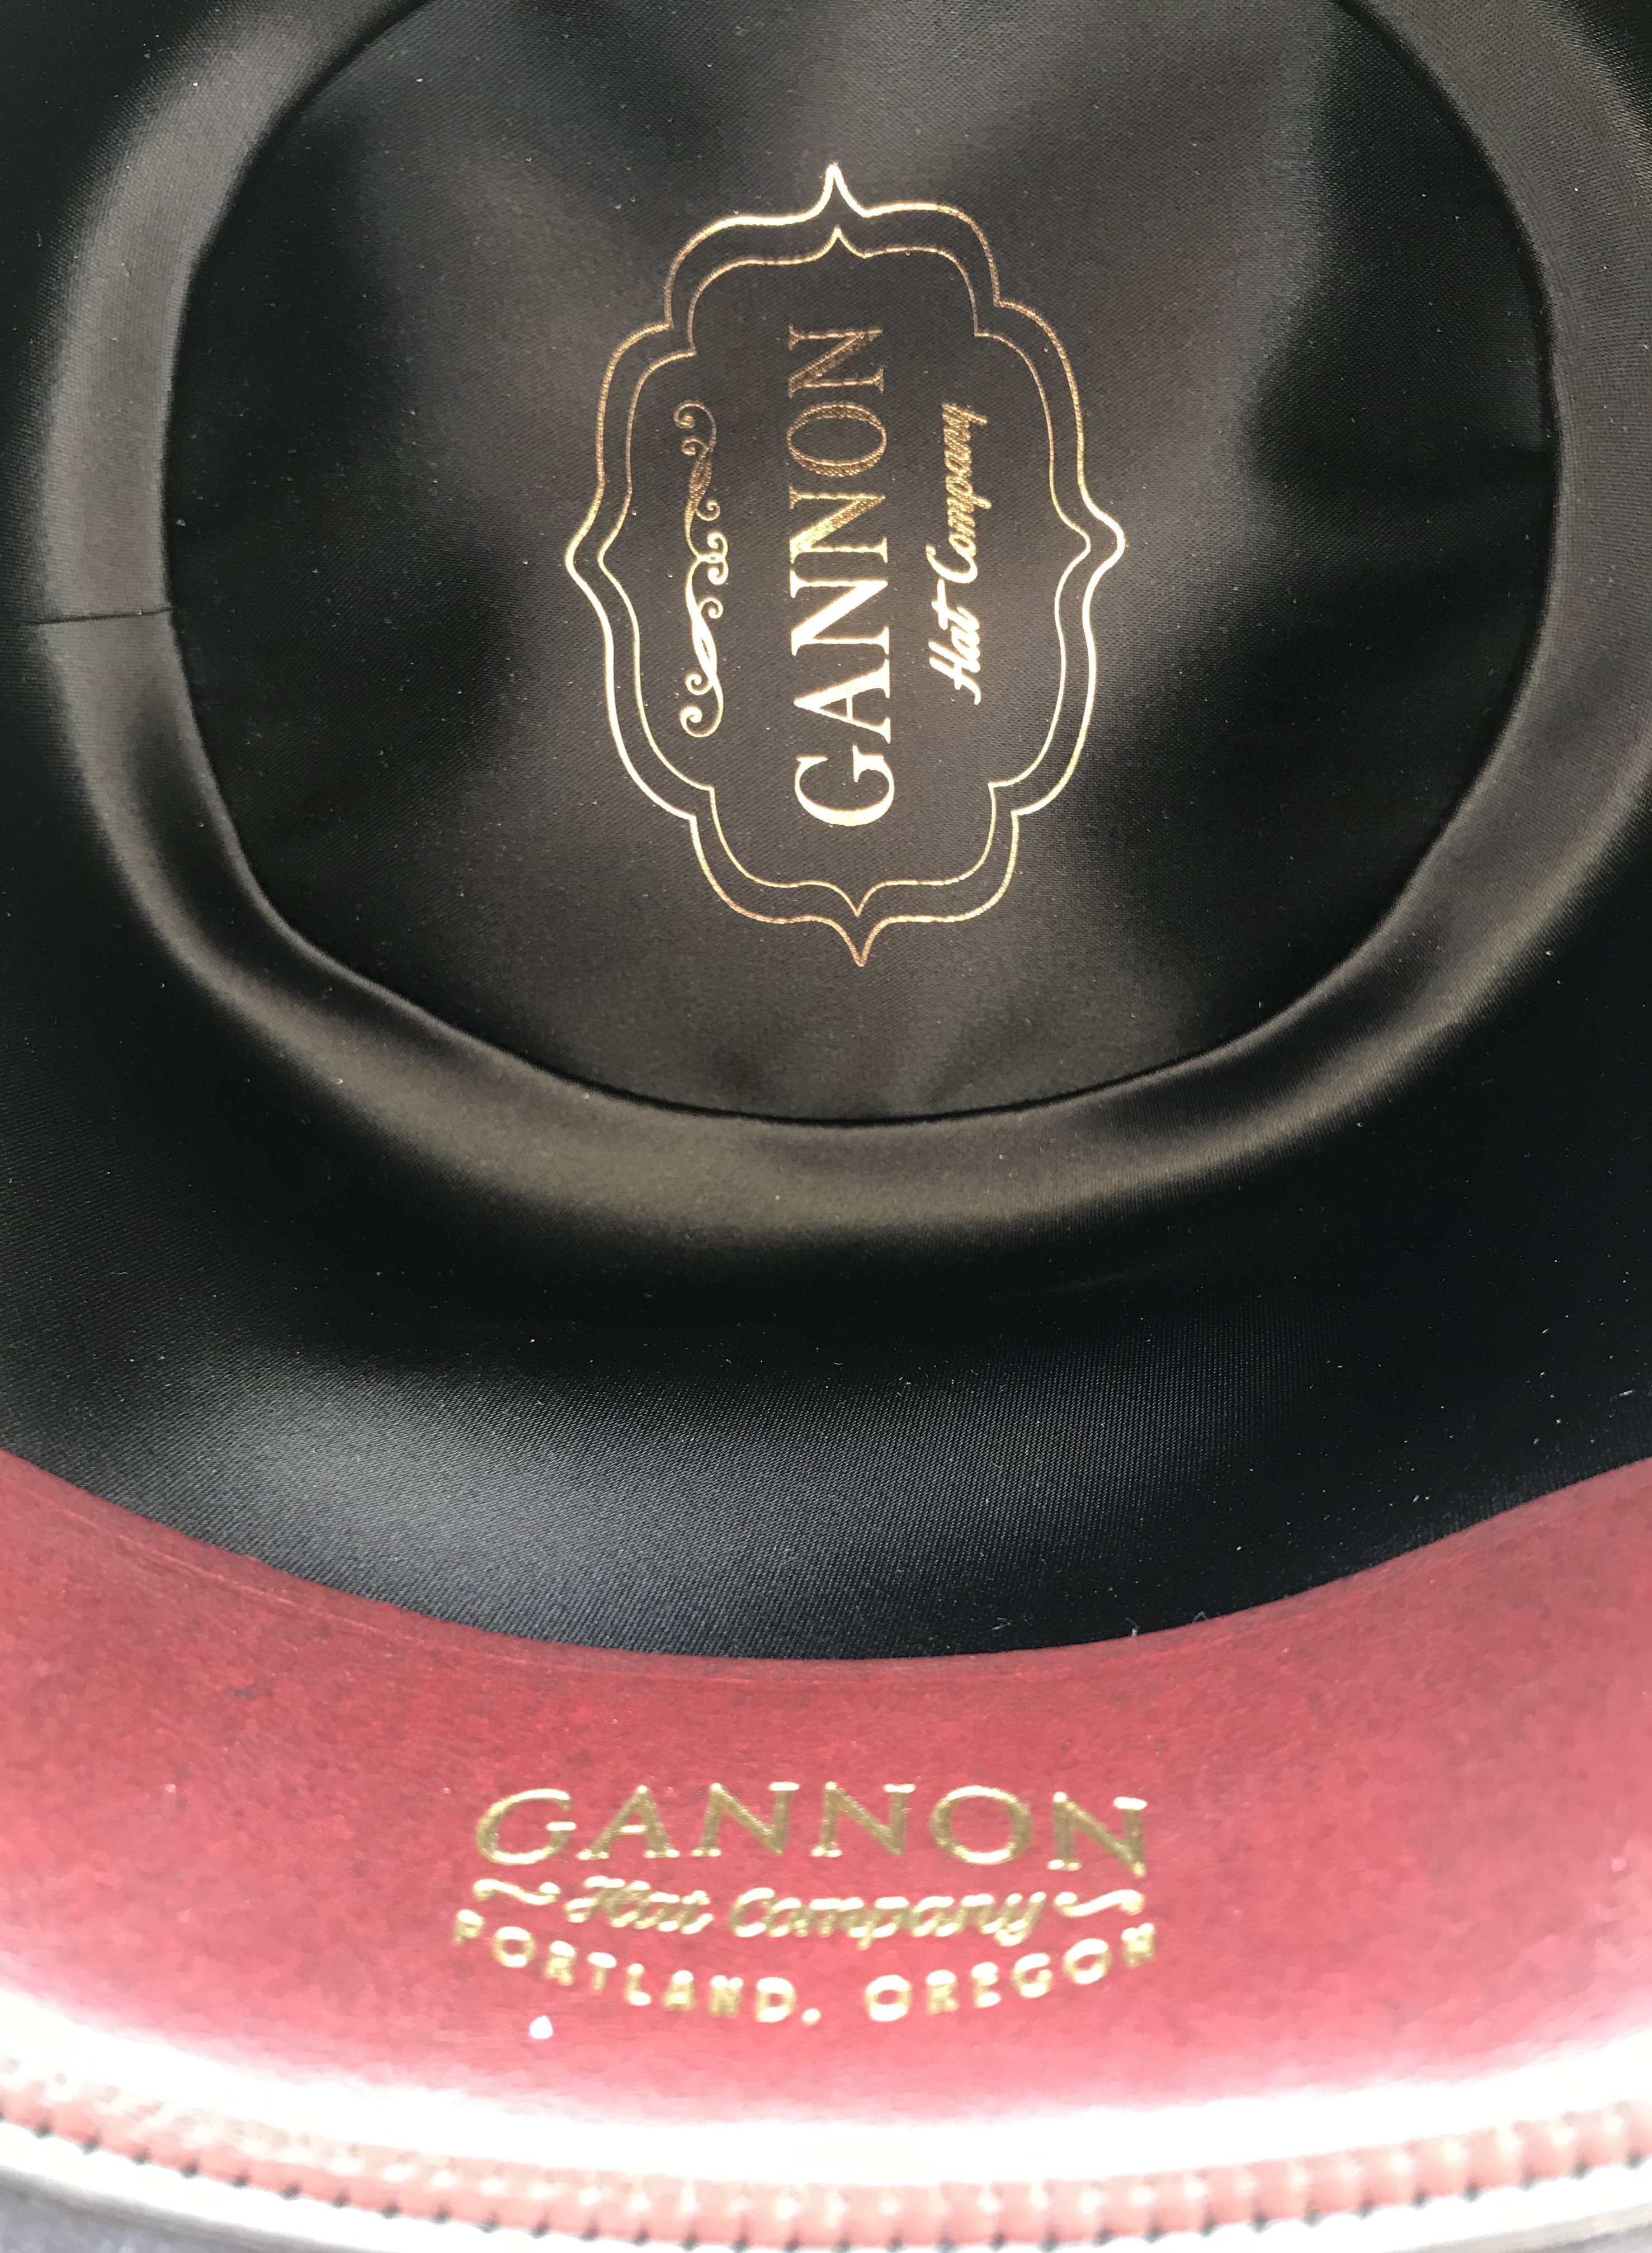 GANNON
Hat Company
GANNON
Hat Company
PORTLAND, OREGON